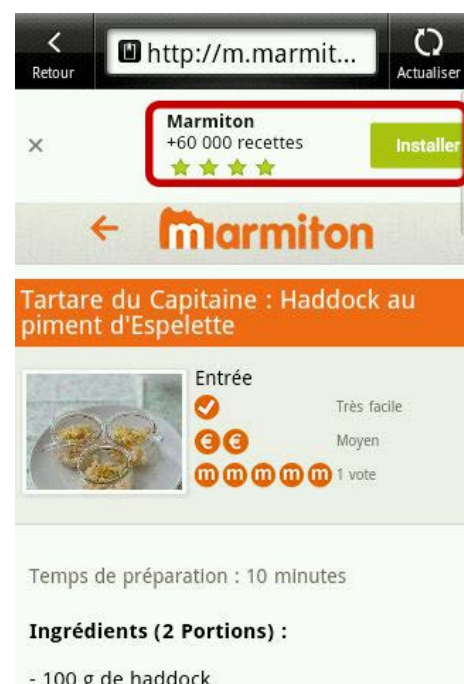 Retour
http://m.marmit...
Actualiser
Marmiton
+60 000 recettes
Installer
marmiton
Tartare du Capitaine : Haddock au
piment d'Espelette
Entrée
Très facile
€ € Moyen
m m m m m 1 vote
Temps de préparation : 10 minutes
Ingrédients (2 Portions) :
- 100 g de haddock